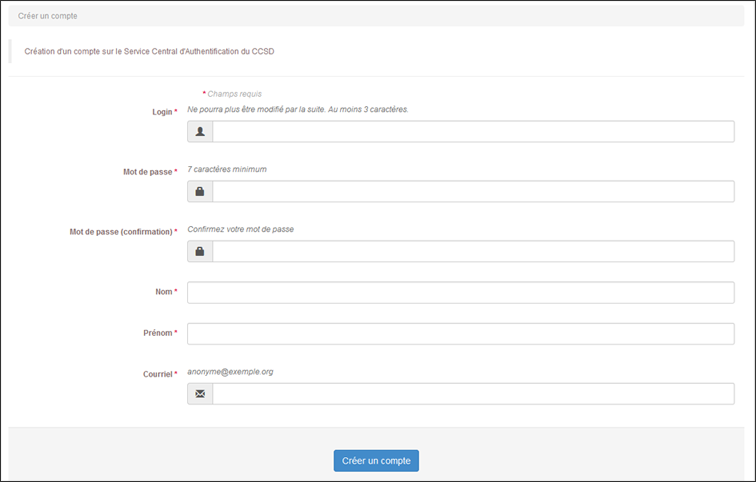 Créer un compte
Création d'un compte sur le Service Central d'Authentification du CCSD
* Champs requis
Login *
Ne pourra plus être modifié par la suite. Au moins 3 caractères.
Mot de passe *
7 caractères minimum
Mot de passe (confirmation) *
Confirmez votre mot de passe
Nom *
Prénom *
Courriel *
anonyme@exemple.org
Créer un compte